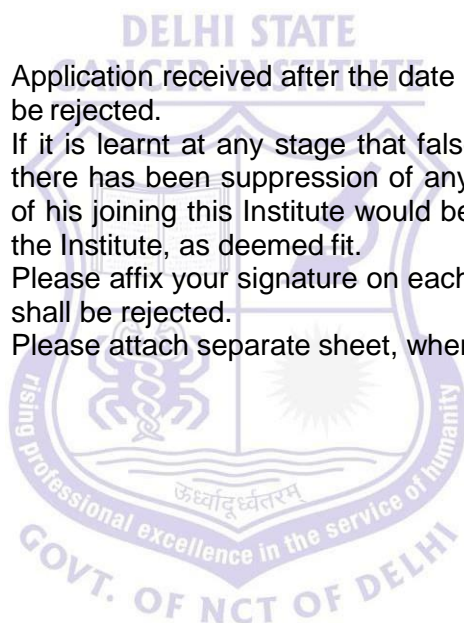 DELHI STATE
CANCER INSTITUTE
Application received after the date
be rejected.
If it is learnt at any stage that fals
there has been suppression of any
of his joining this Institute would be
the Institute, as deemed fit.
Please affix your signature on each
shall be rejected.
Please attach separate sheet, wher
rising professional excellence in the service of humanity
ऊर्ध्वादूर्ध्वतरम्
GOVT. OF NCT OF DELHI